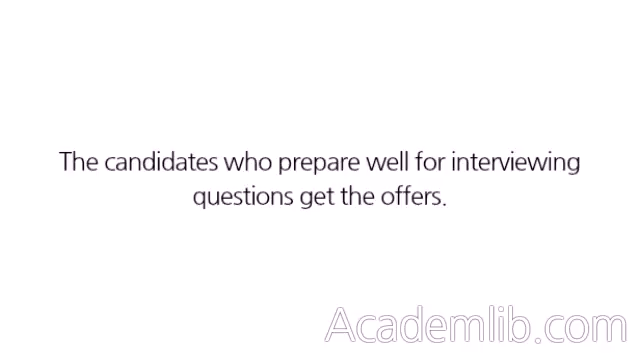 The candidates who prepare well for interviewing
questions get the offers.
Academlib.com